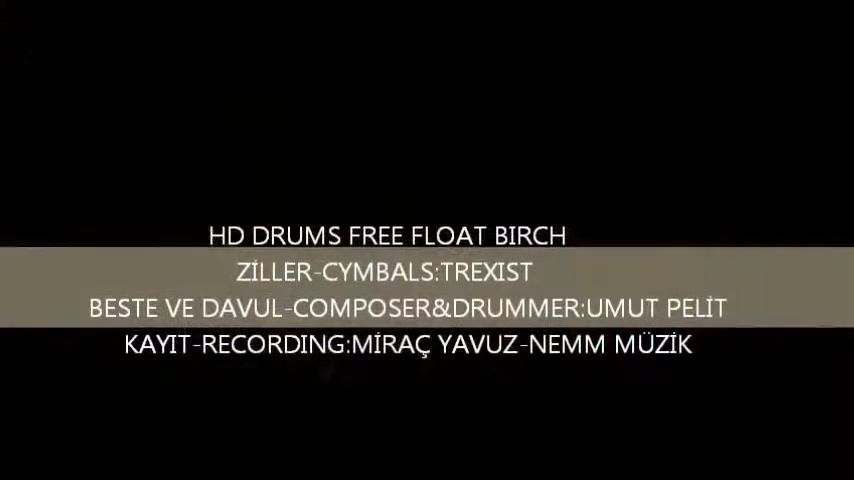 HD DRUMS FREE FLOAT BIRCH
ZİLLER-CYMBALS:TREXIST
BESTE VE DAVUL-COMPOSER&DRUMMER:UMUT PELİT
KAYIT-RECORDING:MİRAÇ YAVUZ-NEMM MÜZİK